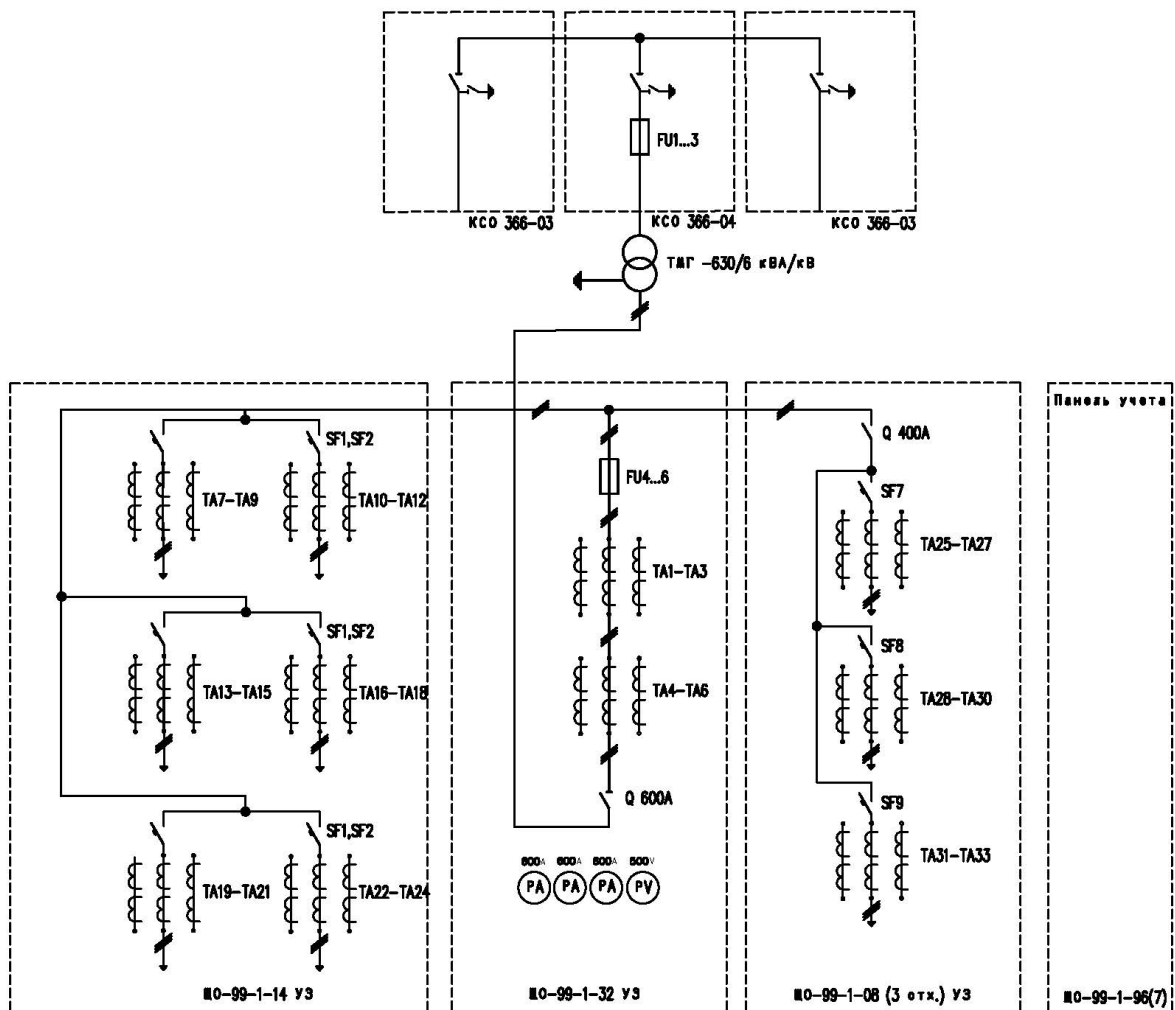 FU1...3
КСО 366-03
КСО 366-04
КСО 366-03
ТМГ -630/6 кВА/кВ
Панель учета
SF1,SF2
Q 400A
TA7-TA9
TA10-TA12
FU4...6
SF7
TA25-TA27
TA1-TA3
SF1,SF2
SF8
TA13-TA15
TA16-TA18
TA4-TA6
TA28-TA30
Q 600A
SF9
SF1,SF2
TA31-TA33
600A 600A 600A 500V
PA PA PA PV
TA19-TA21
TA22-TA24
ЩО-99-1-14 УЗ
ЩО-99-1-32 УЗ
ЩО-99-1-08 (3 отх.) УЗ
ЩО-99-1-96(7)